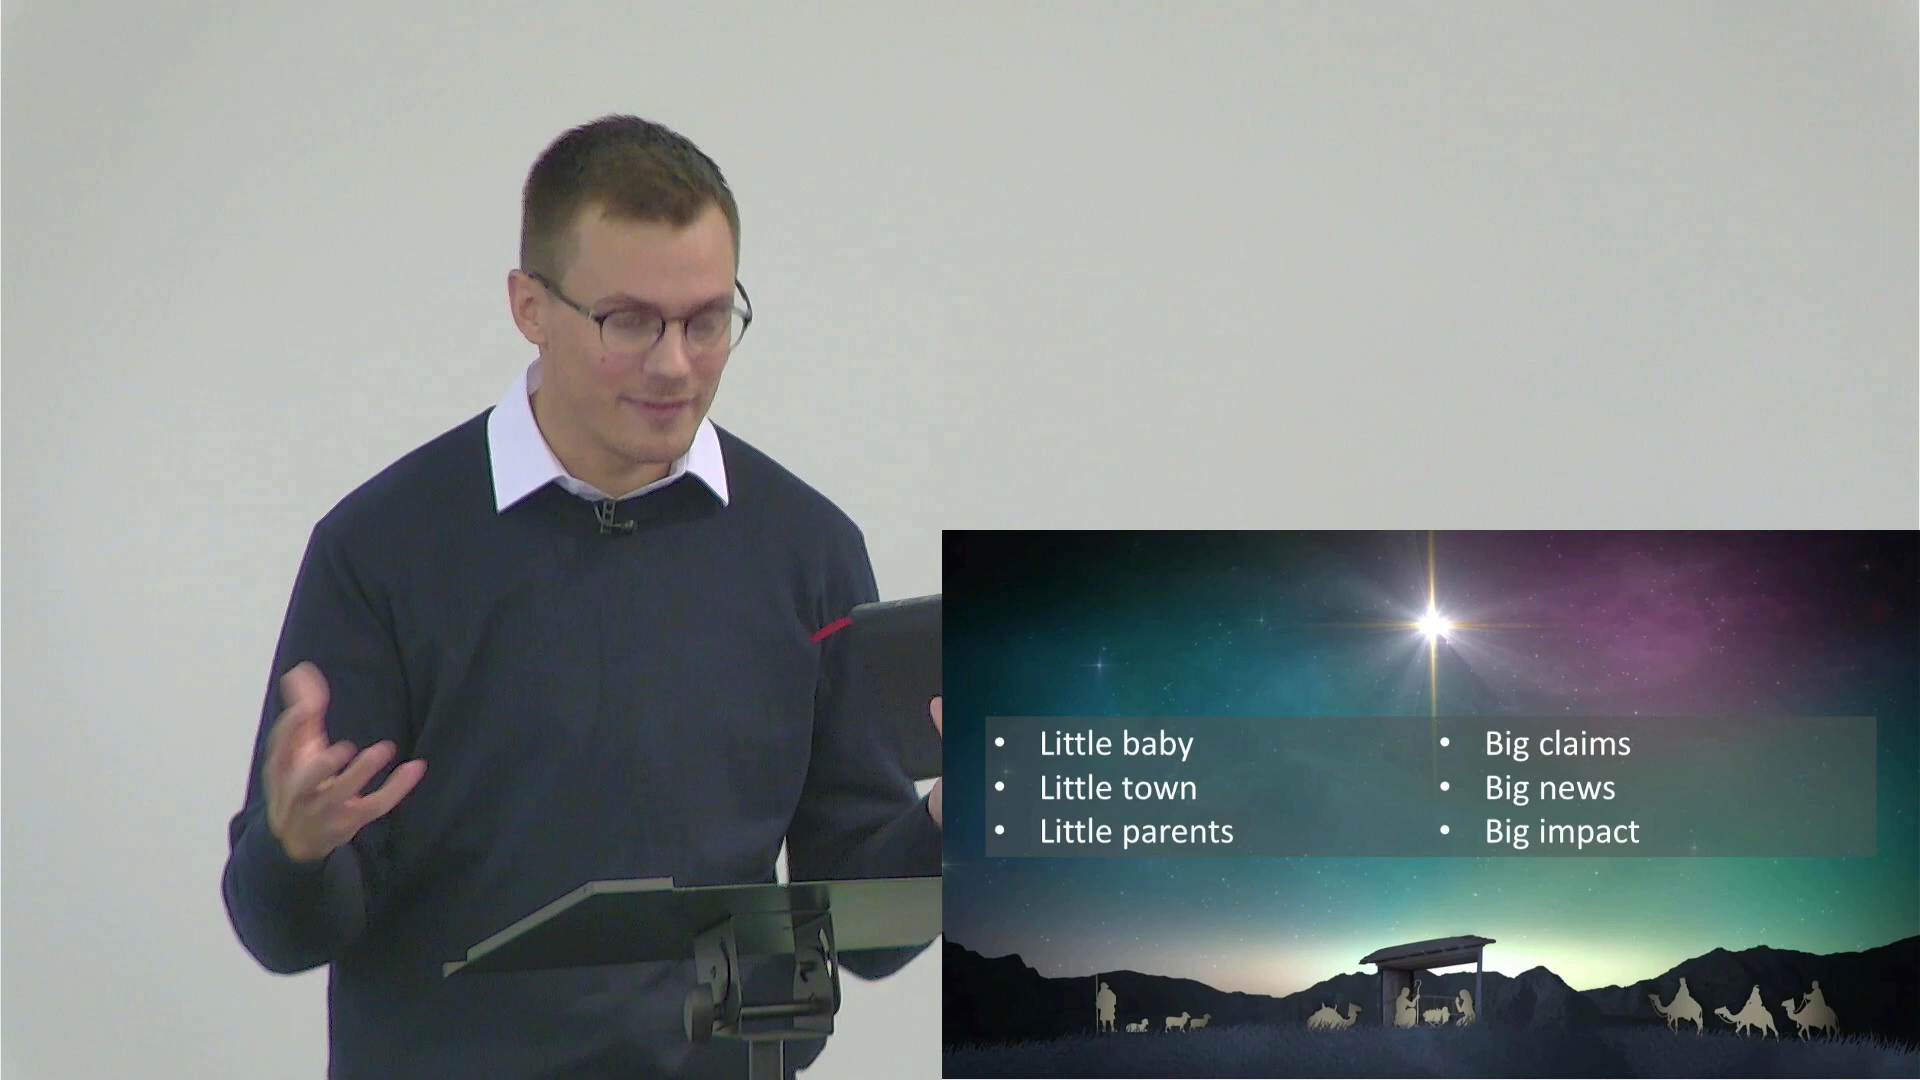 • Little baby
• Little town
• Little parents
• Big claims
• Big news
• Big impact